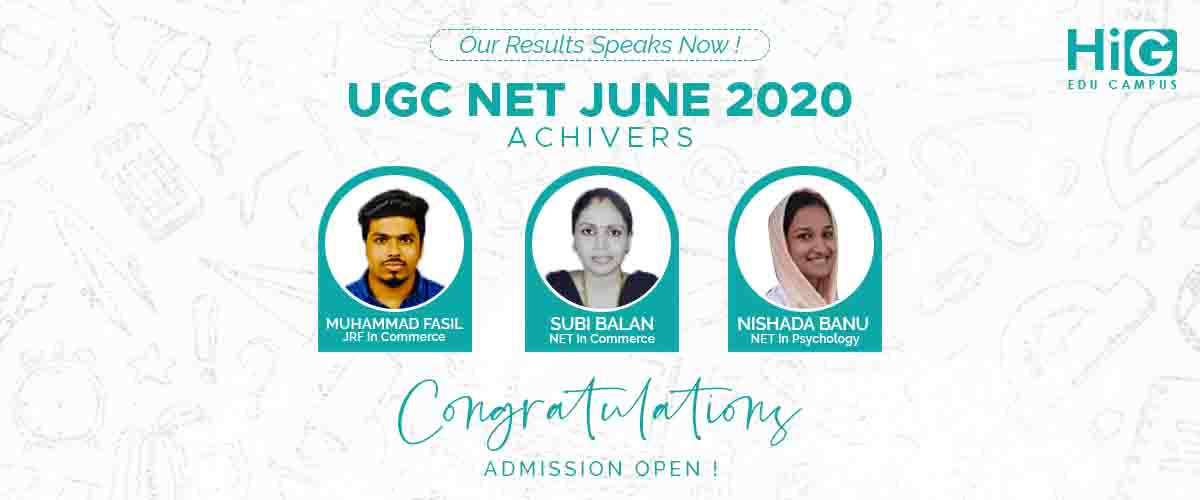 Our Results Speaks Now !
HiG
EDU CAMPUS
UGC NET JUNE 2020
ACHIVERS
MUHAMMAD FASIL
JRF In Commerce
SUBI BALAN
NET In Commerce
NISHADA BANU
NET In Psychology
Congratulations
ADMISSION OPEN !